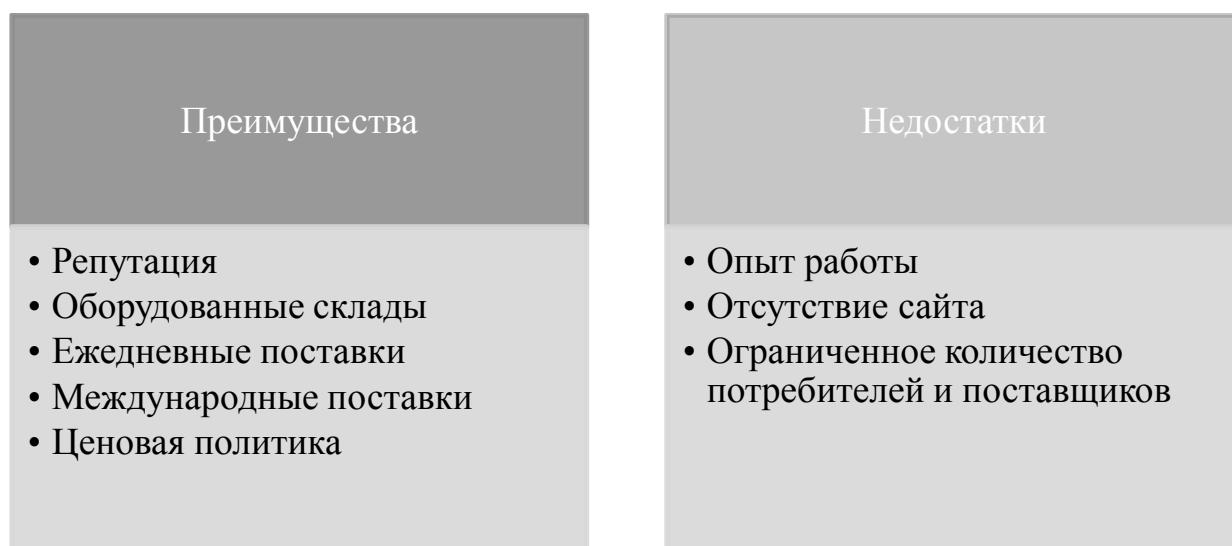 Преимущества
• Репутация
• Оборудованные склады
• Ежедневные поставки
• Международные поставки
• Ценовая политика
Недостатки
• Опыт работы
• Отсутствие сайта
• Ограниченное количество
потребителей и поставщиков